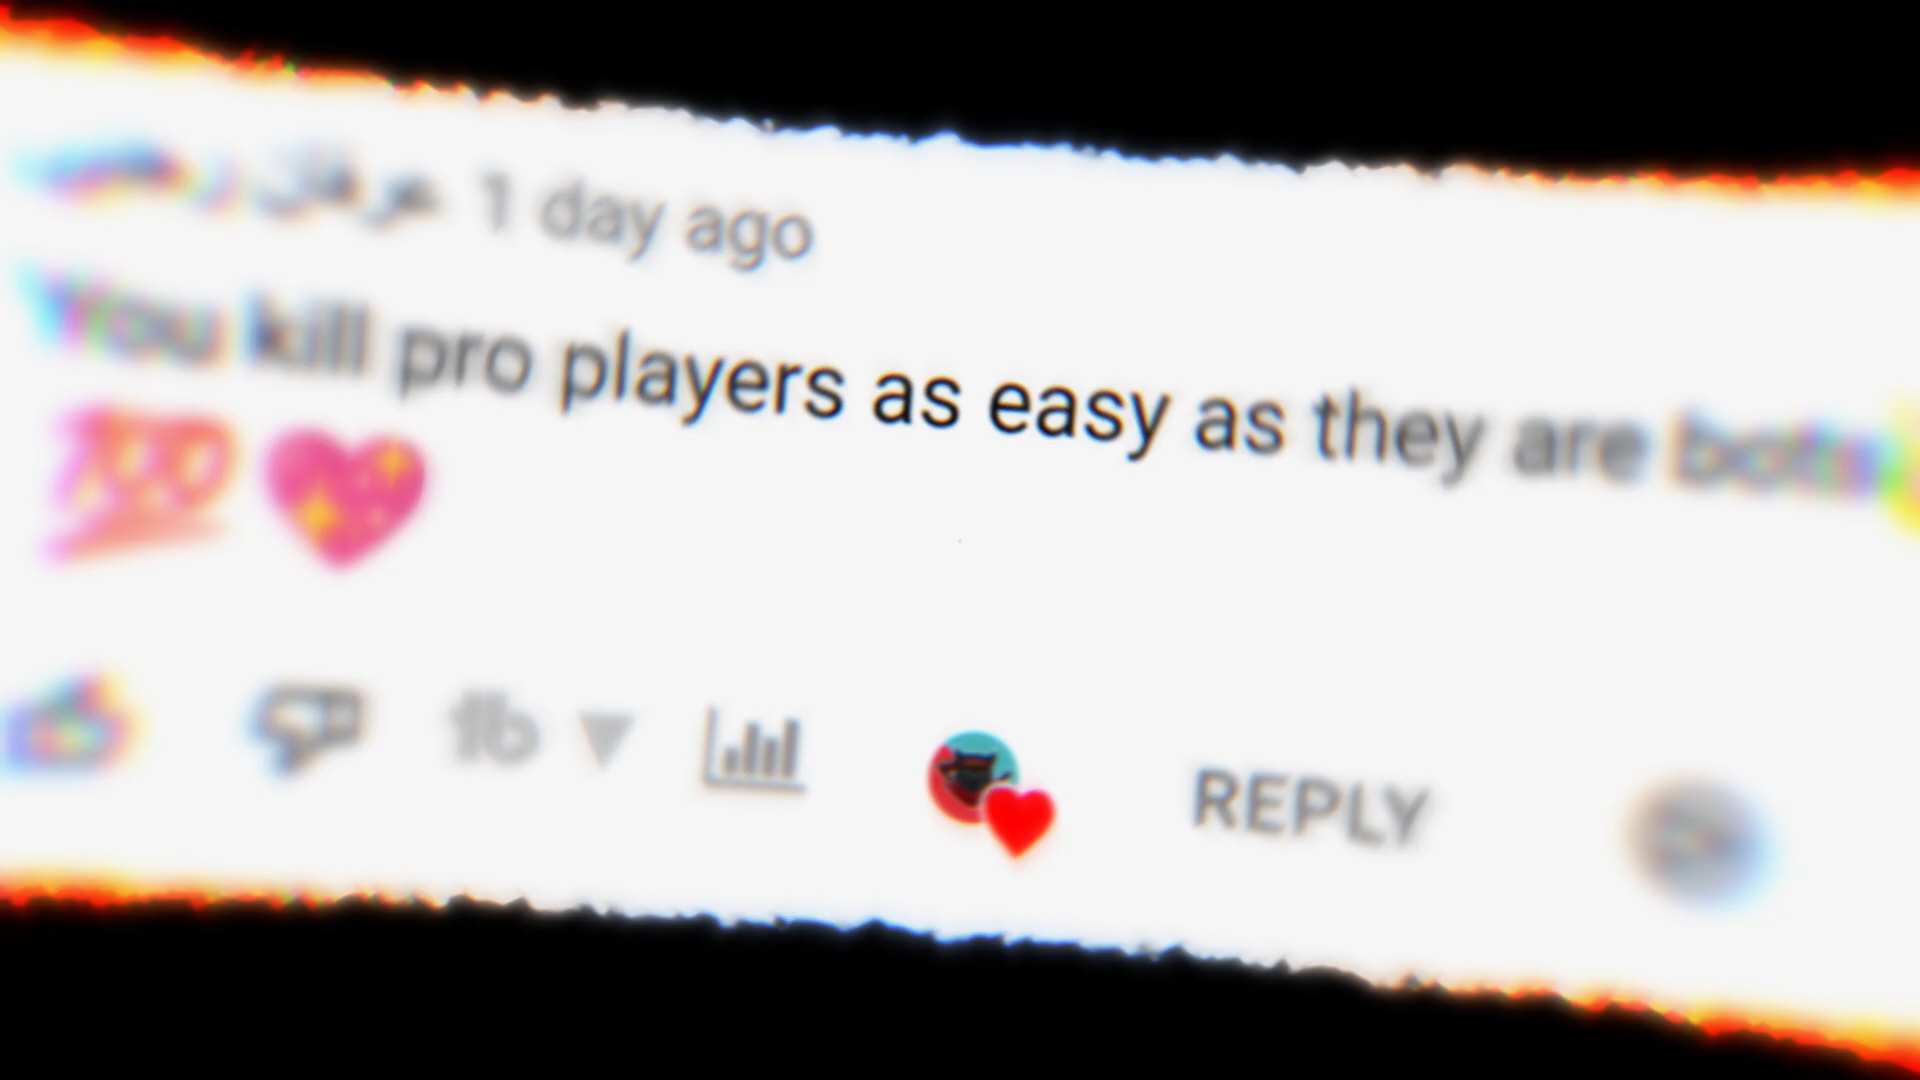 1 day ago
You kill pro players as easy as they are bots
💯💖
REPLY